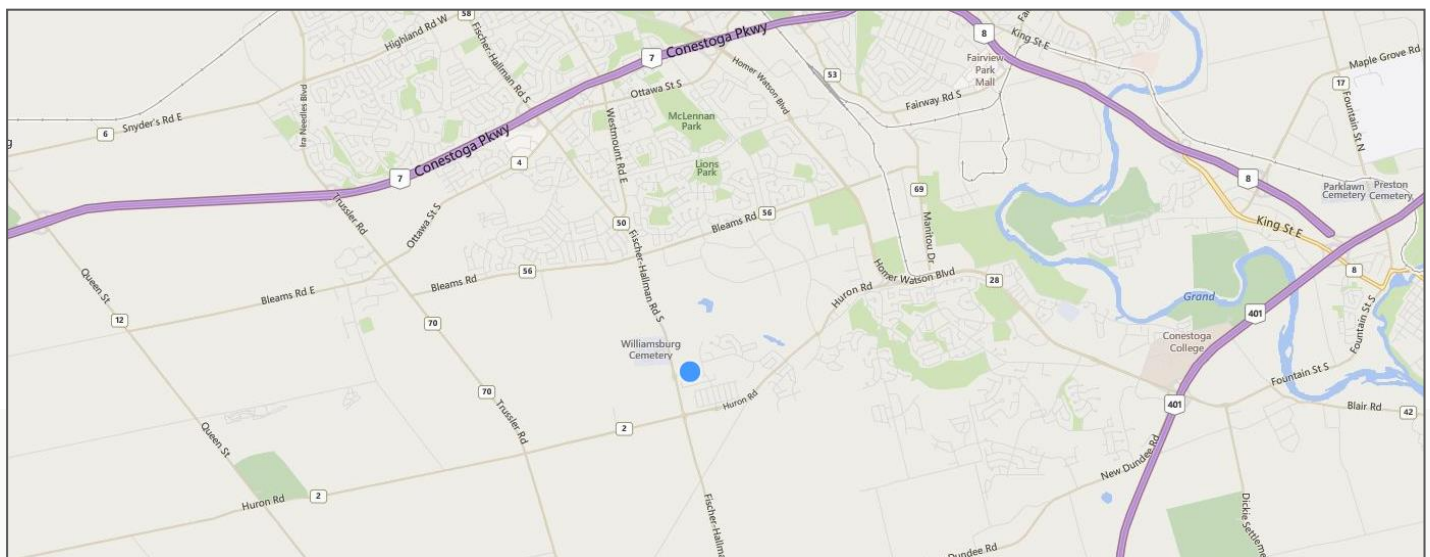 58
Highland Rd W
Fischer-Hallman Rd S
7
Conestoga Pkwy
8
King St E
Fairview
Park
Mall
53
Homer Watson Blvd
Maple Grove Rd
17
Ottawa St S
Fairway Rd S
Fountain St N
6
Snyder's Rd E
Ira Needles Blvd
Westmount Rd E
McLennan
Park
Conestoga Pkwy
4
7
Lions
Park
69
8
Parklawn
Cemetery
Preston
Cemetery
Trussler Rd
Ottawa St S
50
Bleams Rd
56
Manitou Dr
King St E
Fischer-Hallman Rd S
Homer Watson Blvd
8
Queen St
Bleams Rd E
Bleams Rd
56
28
Huron Rd
Grand
12
70
401
Fountain St S
Williamsburg
Cemetery
Conestoga
College
Fountain St S
70
Huron Rd
401
Blair Rd
42
Trussler Rd
2
Queen St
New Dundee Rd
Huron Rd
2
Fischer-Hallma
Dickie Settleme
Dundee Rd